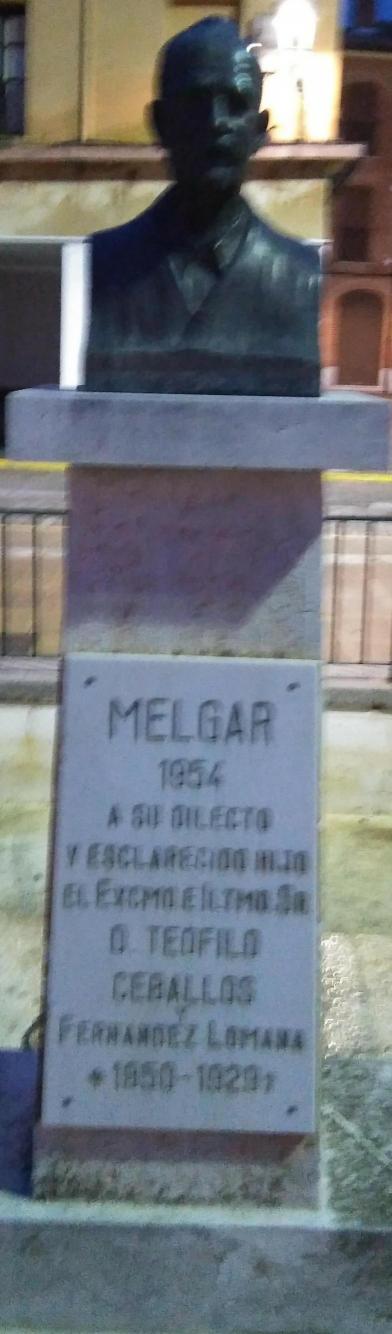 MELGAR
1954
A SU DILECTO
Y ESCLARECIDO HIJO
EL EXCMO. E ILTMO. SR.
D. TEOFILO
CEBALLOS
Y
FERNANDEZ LOMANA
*1850-1929†